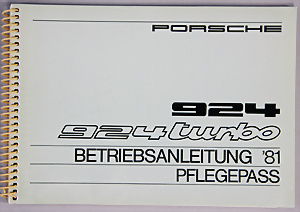 PORSCHE
924
924 turbo
BETRIEBSANLEITUNG '81
PFLEGEPASS